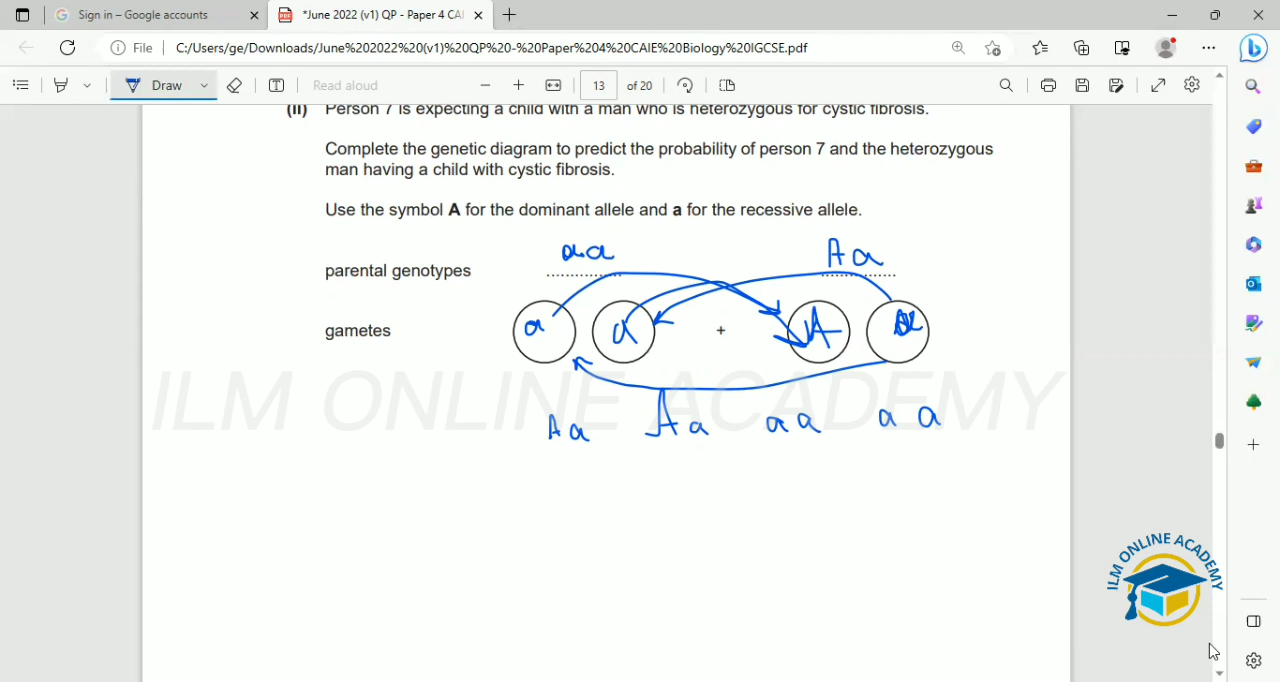 Sign in – Google accounts
*June 2022 (v1) QP - Paper 4 CAI
File
C:/Users/ge/Downloads/June%202022%20(v1)%20QP%20-%20Paper%204%20CAIE%20Biology%20IGCSE.pdf
Draw
Read aloud
13 of 20
(ii) Person 7 is expecting a child with a man who is heterozygous for cystic fibrosis.
Complete the genetic diagram to predict the probability of person 7 and the heterozygous
man having a child with cystic fibrosis.
Use the symbol A for the dominant allele and a for the recessive allele.
parental genotypes aa Aa
gametes a a + A
Aa Aa aa a a
ILM ONLINE ACADEMY
ILM ONLINE ACADEMY